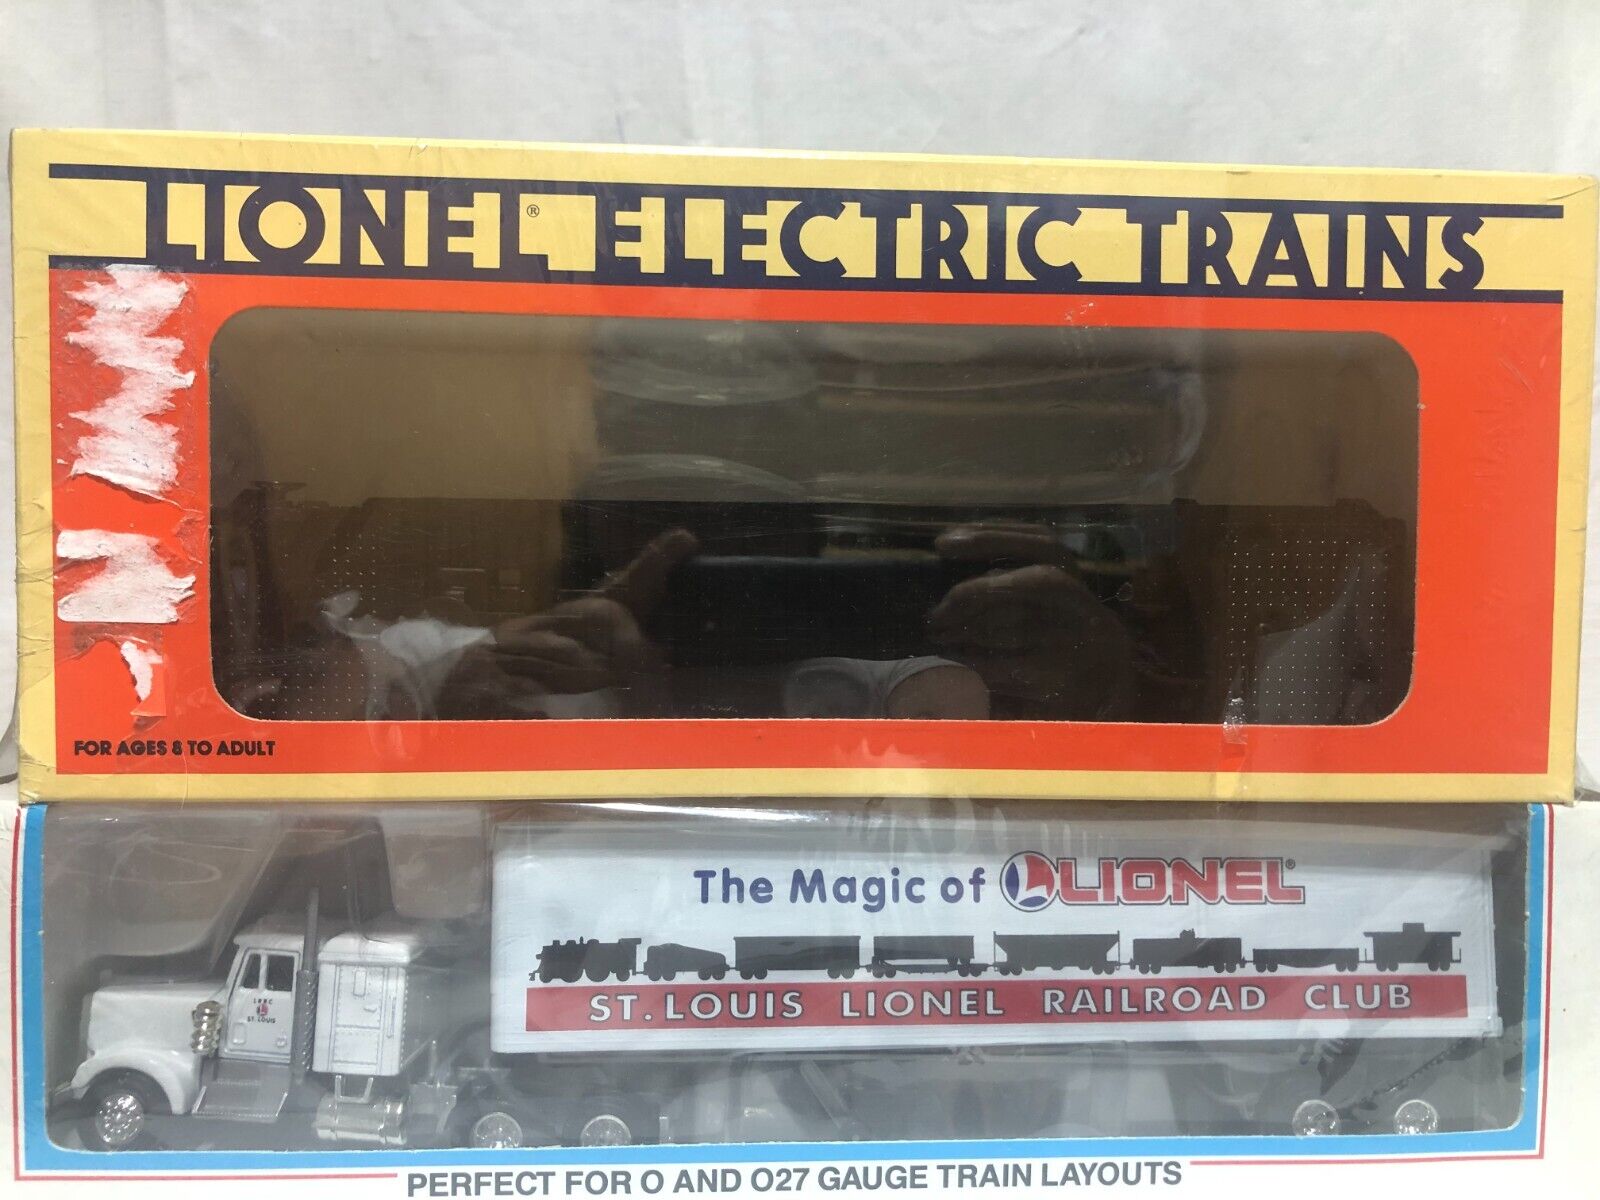 LIONEL® ELECTRIC TRAINS
FOR AGES 8 TO ADULT
The Magic of L LIONEL®
ST. LOUIS LIONEL RAILROAD CLUB
LRRC
L
ST. LOUIS
PERFECT FOR O AND O27 GAUGE TRAIN LAYOUTS